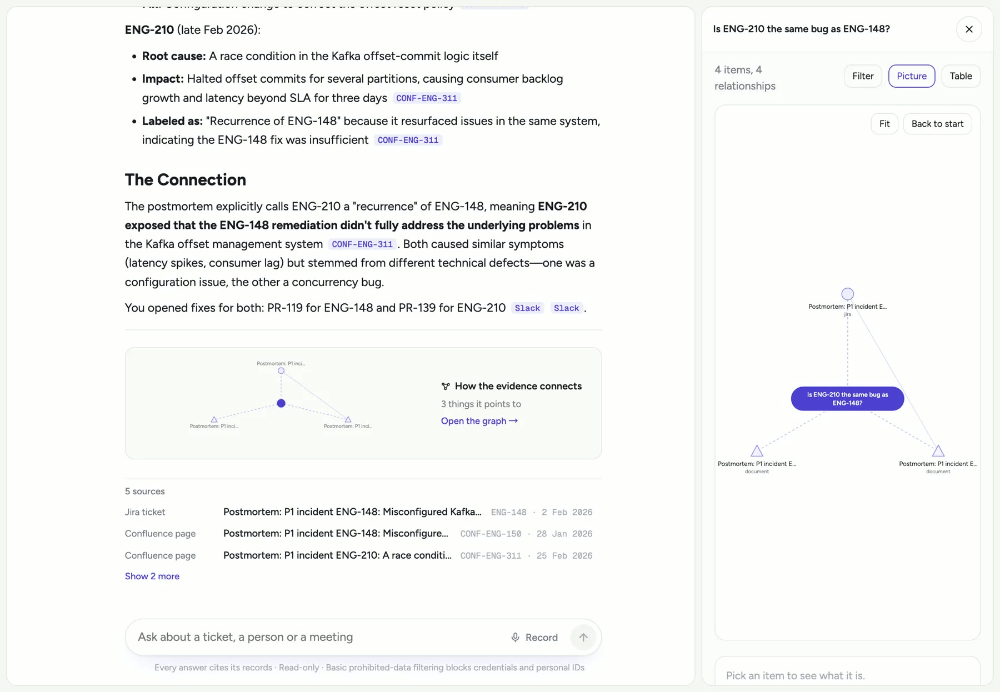 ENG-210 (late Feb 2026):
Root cause: A race condition in the Kafka offset-commit logic itself
Impact: Halted offset commits for several partitions, causing consumer backlog
growth and latency beyond SLA for three days CONF-ENG-311
Labeled as: "Recurrence of ENG-148" because it resurfaced issues in the same system,
indicating the ENG-148 fix was insufficient CONF-ENG-311
The Connection
The postmortem explicitly calls ENG-210 a "recurrence" of ENG-148, meaning ENG-210
exposed that the ENG-148 remediation didn't fully address the underlying problems in
the Kafka offset management system CONF-ENG-311. Both caused similar symptoms
(latency spikes, consumer lag) but stemmed from different technical defects—one was a
configuration issue, the other a concurrency bug.
You opened fixes for both: PR-119 for ENG-148 and PR-139 for ENG-210 Slack Slack.
Postmortem: P1 inci...
Postmortem: P1 inci...
Postmortem: P1 inci...
How the evidence connects
3 things it points to
Open the graph →
5 sources
Jira ticket Postmortem: P1 incident ENG-148: Misconfigured Kafka... ENG-148 · 2 Feb 2026
Confluence page Postmortem: P1 incident ENG-148: Misconfigure... CONF-ENG-150 · 28 Jan 2026
Confluence page Postmortem: P1 incident ENG-210: A race conditi... CONF-ENG-311 · 25 Feb 2026
Show 2 more
Ask about a ticket, a person or a meeting
Record
Every answer cites its records · Read-only · Basic prohibited-data filtering blocks credentials and personal IDs
Is ENG-210 the same bug as ENG-148?
4 items, 4
relationships
Filter
Picture
Table
Fit
Back to start
Postmortem: P1 incident E...
jira
Is ENG-210 the same bug as
ENG-148?
Postmortem: P1 incident E...
document
Postmortem: P1 incident E...
document
Pick an item to see what it is.